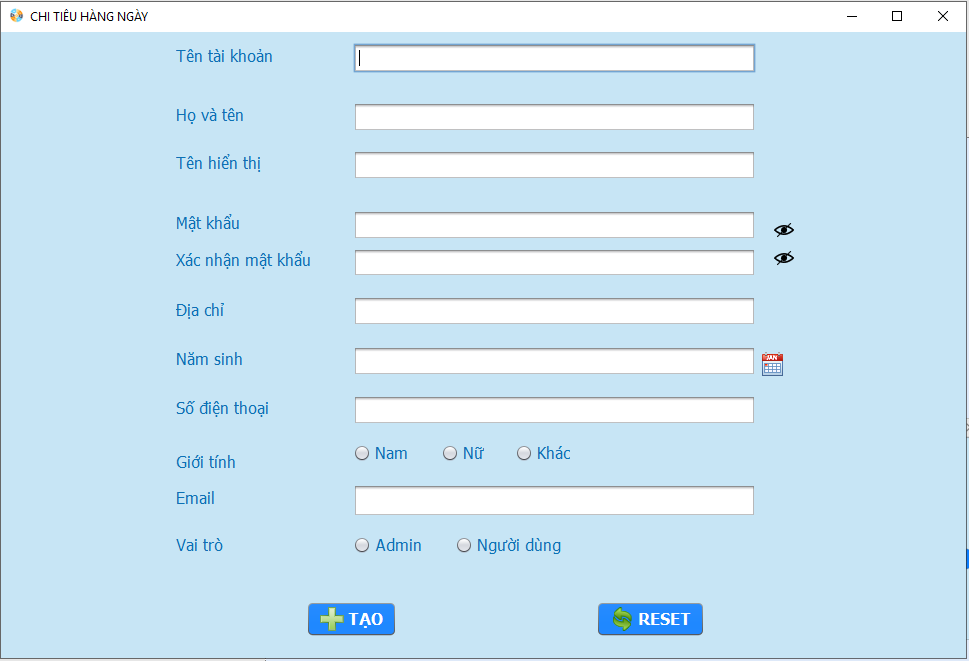 CHI TIÊU HÀNG NGÀY
Tên tài khoản
Họ và tên
Tên hiển thị
Mật khẩu
Xác nhận mật khẩu
Địa chỉ
Năm sinh
JAN
Số điện thoại
Giới tính
Nam Nữ Khác
Email
Vai trò Admin Người dùng
TẠO RESET